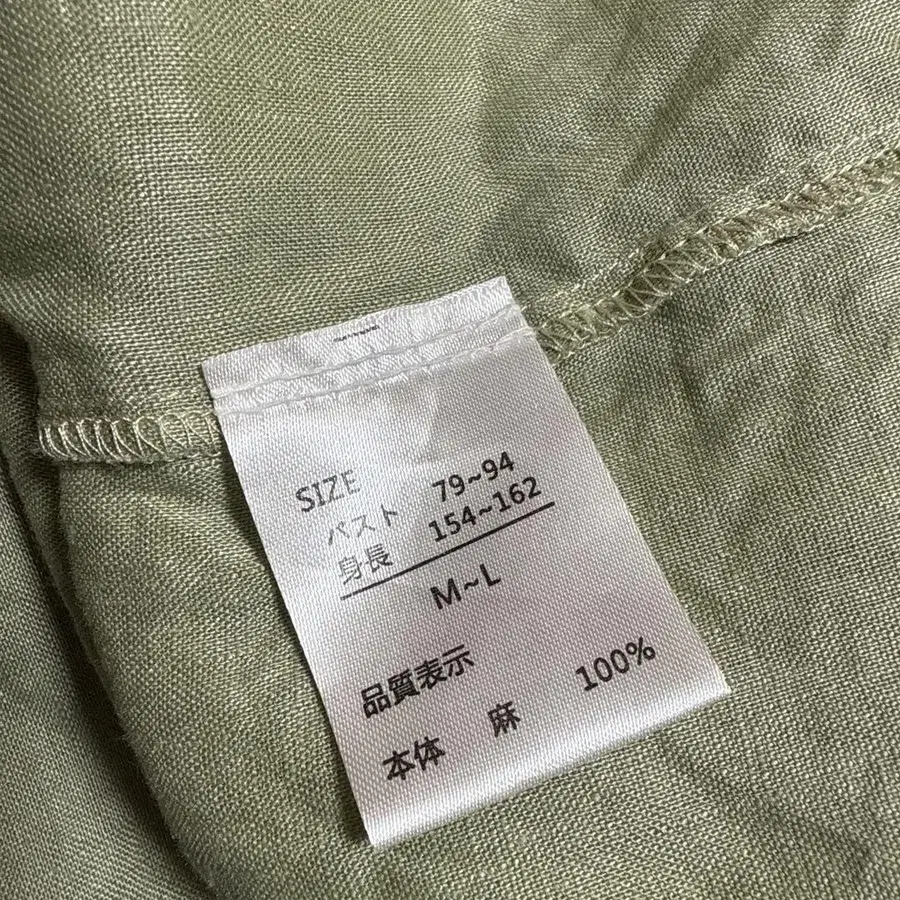 SIZE
バスト 79~94
身長 154~162
M~L
品質表示
本体 麻 100%